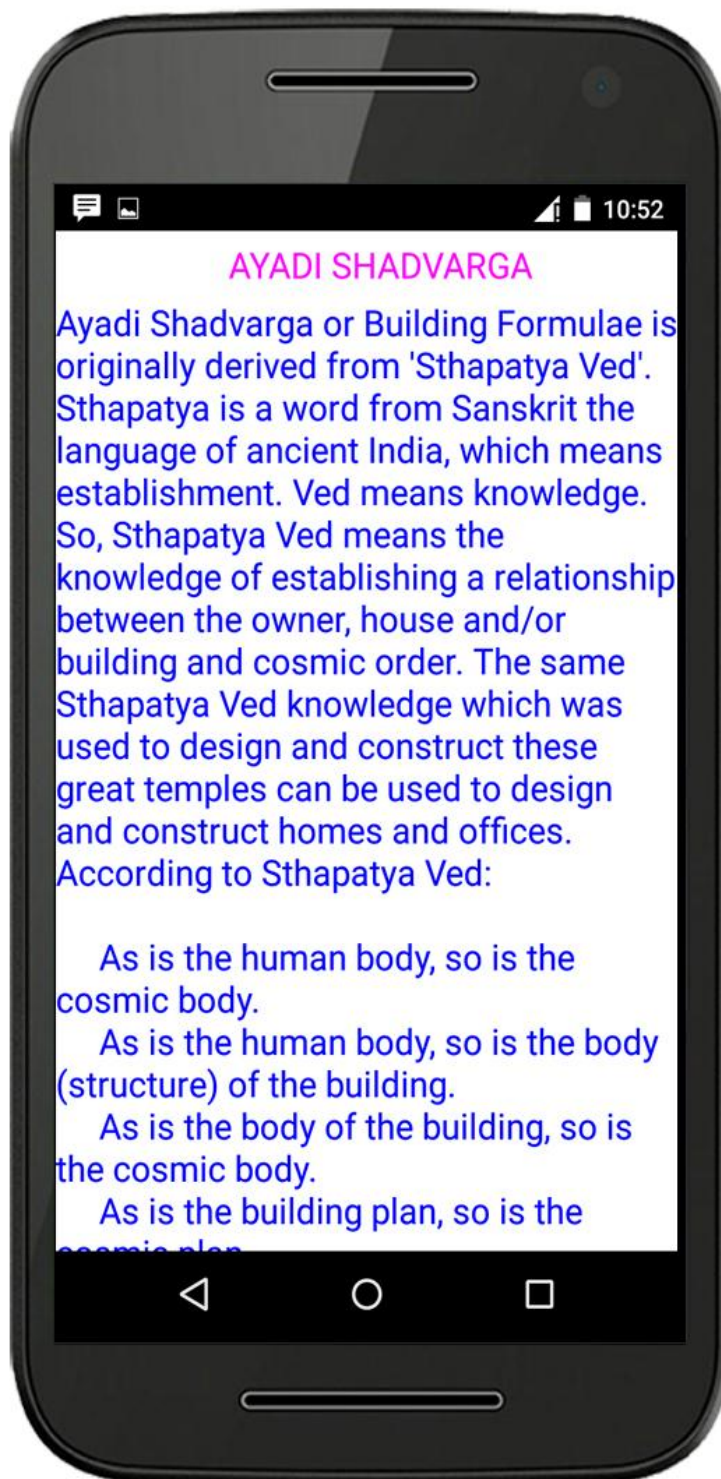 10:52
AYADI SHADVARGA
Ayadi Shadvarga or Building Formulae is
originally derived from 'Sthapatya Ved'.
Sthapatya is a word from Sanskrit the
language of ancient India, which means
establishment. Ved means knowledge.
So, Sthapatya Ved means the
knowledge of establishing a relationship
between the owner, house and/or
building and cosmic order. The same
Sthapatya Ved knowledge which was
used to design and construct these
great temples can be used to design
and construct homes and offices.
According to Sthapatya Ved:
As is the human body, so is the
cosmic body.
As is the human body, so is the body
(structure) of the building.
As is the body of the building, so is
the cosmic body.
As is the building plan, so is the
cosmic plan